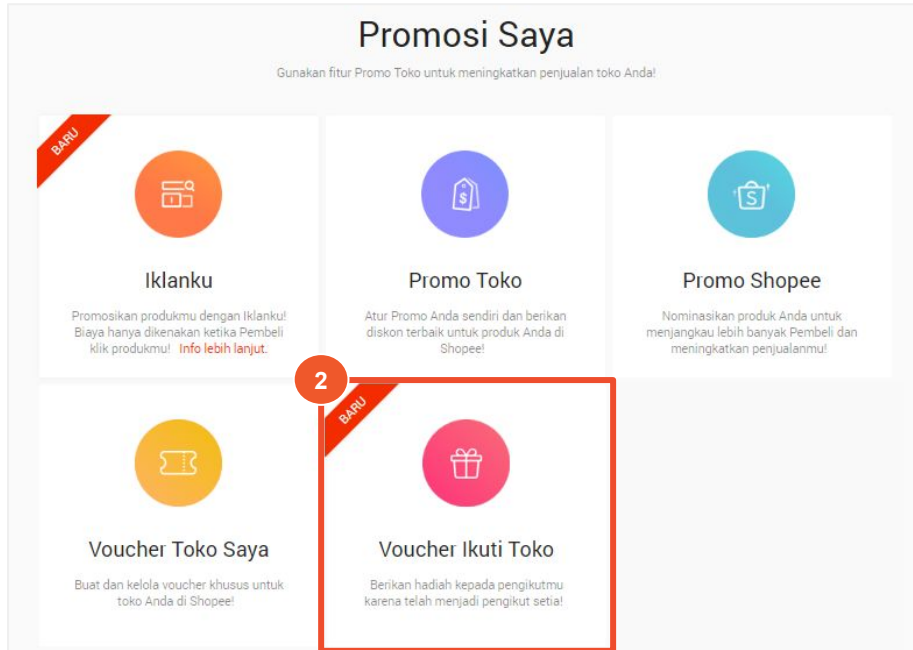 Promosi Saya
Gunakan fitur Promo Toko untuk meningkatkan penjualan toko Anda!
BARU
Iklanku
Promosikan produkmu dengan Iklanku!
Biaya hanya dikenakan ketika Pembeli
klik produkmu! Info lebih lanjut.
Promo Toko
Atur Promo Anda sendiri dan berikan
diskon terbaik untuk produk Anda di
Shopee!
Promo Shopee
Nominasikan produk Anda untuk
menjangkau lebih banyak Pembeli dan
meningkatkan penjualanmu!
Voucher Toko Saya
Buat dan kelola voucher khusus untuk
toko Anda di Shopee!
2
BARU
Voucher Ikuti Toko
Berikan hadiah kepada pengikutmu
karena telah menjadi pengikut setia!